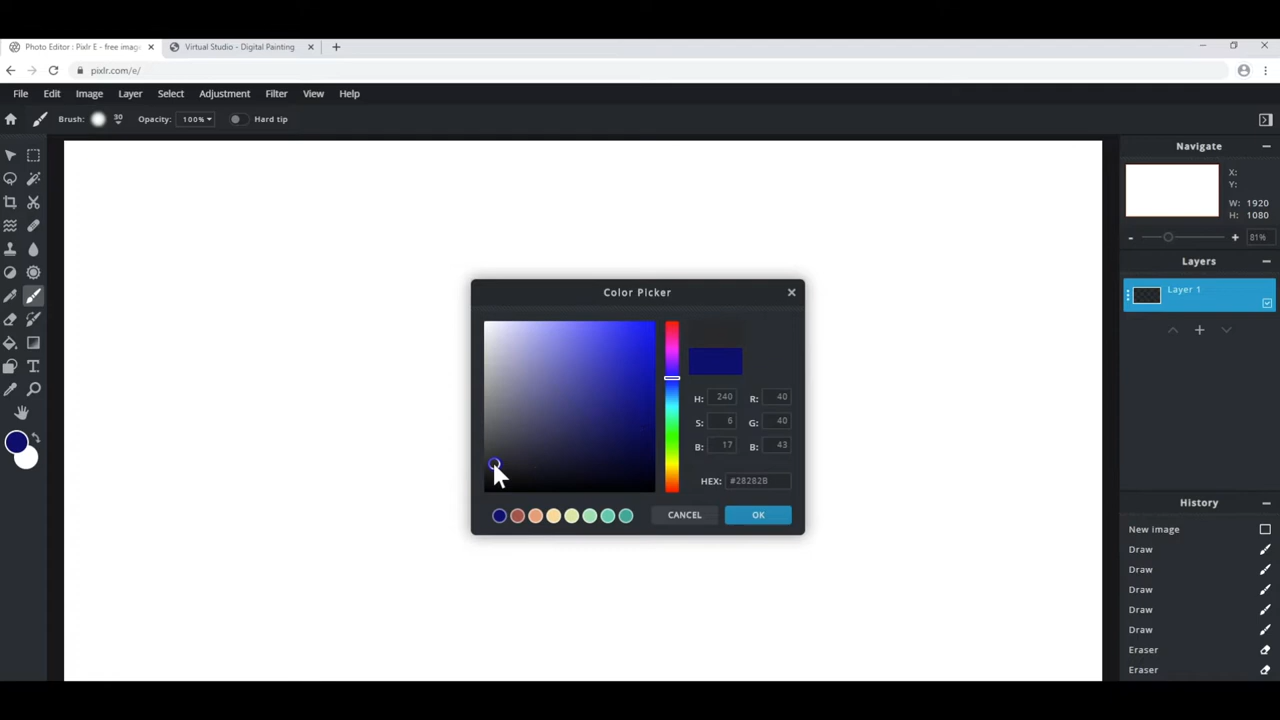 Photo Editor : Pixlr E - free imag
Virtual Studio - Digital Painting
pixlr.com/e/
File Edit Image Layer Select Adjustment Filter View Help
Brush: 30 Opacity: 100% Hard tip
Navigate
X:
Y:
W: 1920
H: 1080
- + 81%
Layers
Layer 1
Color Picker
H: 240 R: 40
S: 6 G: 40
B: 17 B: 43
HEX: #28282B
CANCEL OK
History
New image
Draw
Draw
Draw
Draw
Draw
Eraser
Eraser